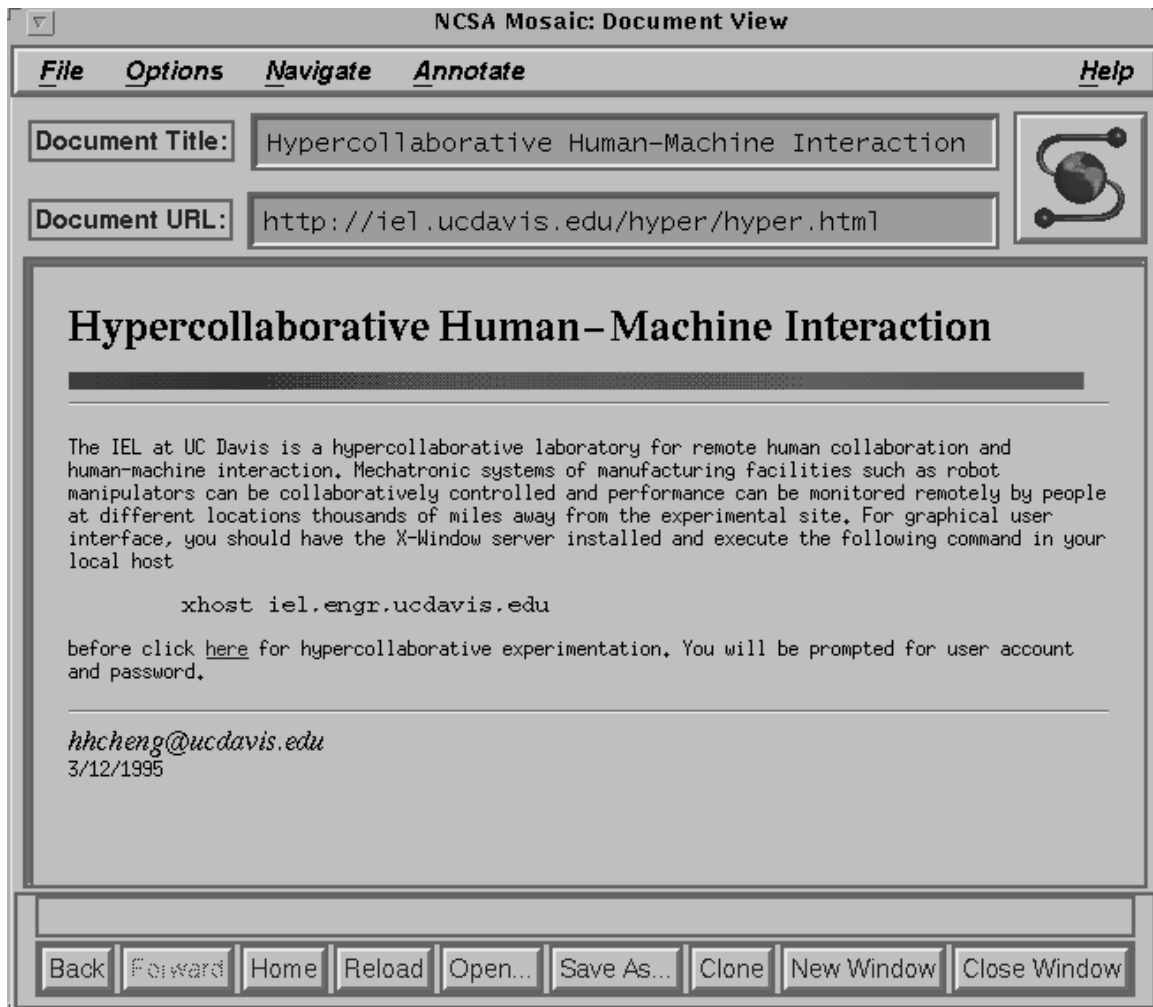 NCSA Mosaic: Document View
File Options Navigate Annotate Help
Document Title: Hypercollaborative Human-Machine Interaction
Document URL: http://iel.ucdavis.edu/hyper/hyper.html
Hypercollaborative Human-Machine Interaction
The IEL at UC Davis is a hypercollaborative laboratory for remote human collaboration and
human-machine interaction. Mechatronic systems of manufacturing facilities such as robot
manipulators can be collaboratively controlled and performance can be monitored remotely by people
at different locations thousands of miles away from the experimental site. For graphical user
interface, you should have the X-Window server installed and execute the following command in your
local host
xhost iel.engr.ucdavis.edu
before click here for hypercollaborative experimentation. You will be prompted for user account
and password.
hhcheng@ucdavis.edu
3/12/1995
Back Forward Home Reload Open... Save As... Clone New Window Close Window